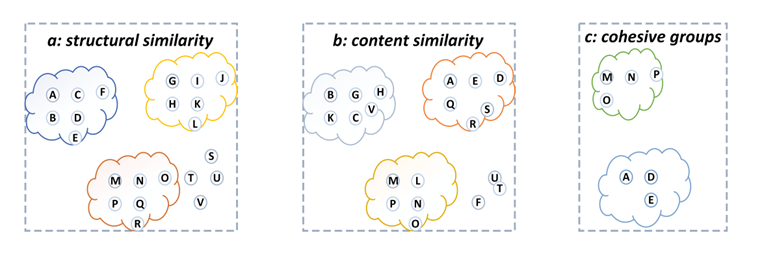 a: structural similarity
A C F
B D
E
G I J
H K
L
M N O T
P Q
R
S
U
V
b: content similarity
B G H
V
K C
A E D
Q S
R
M L
P N
O
U
T
F
c: cohesive groups
M N P
O
A D
E